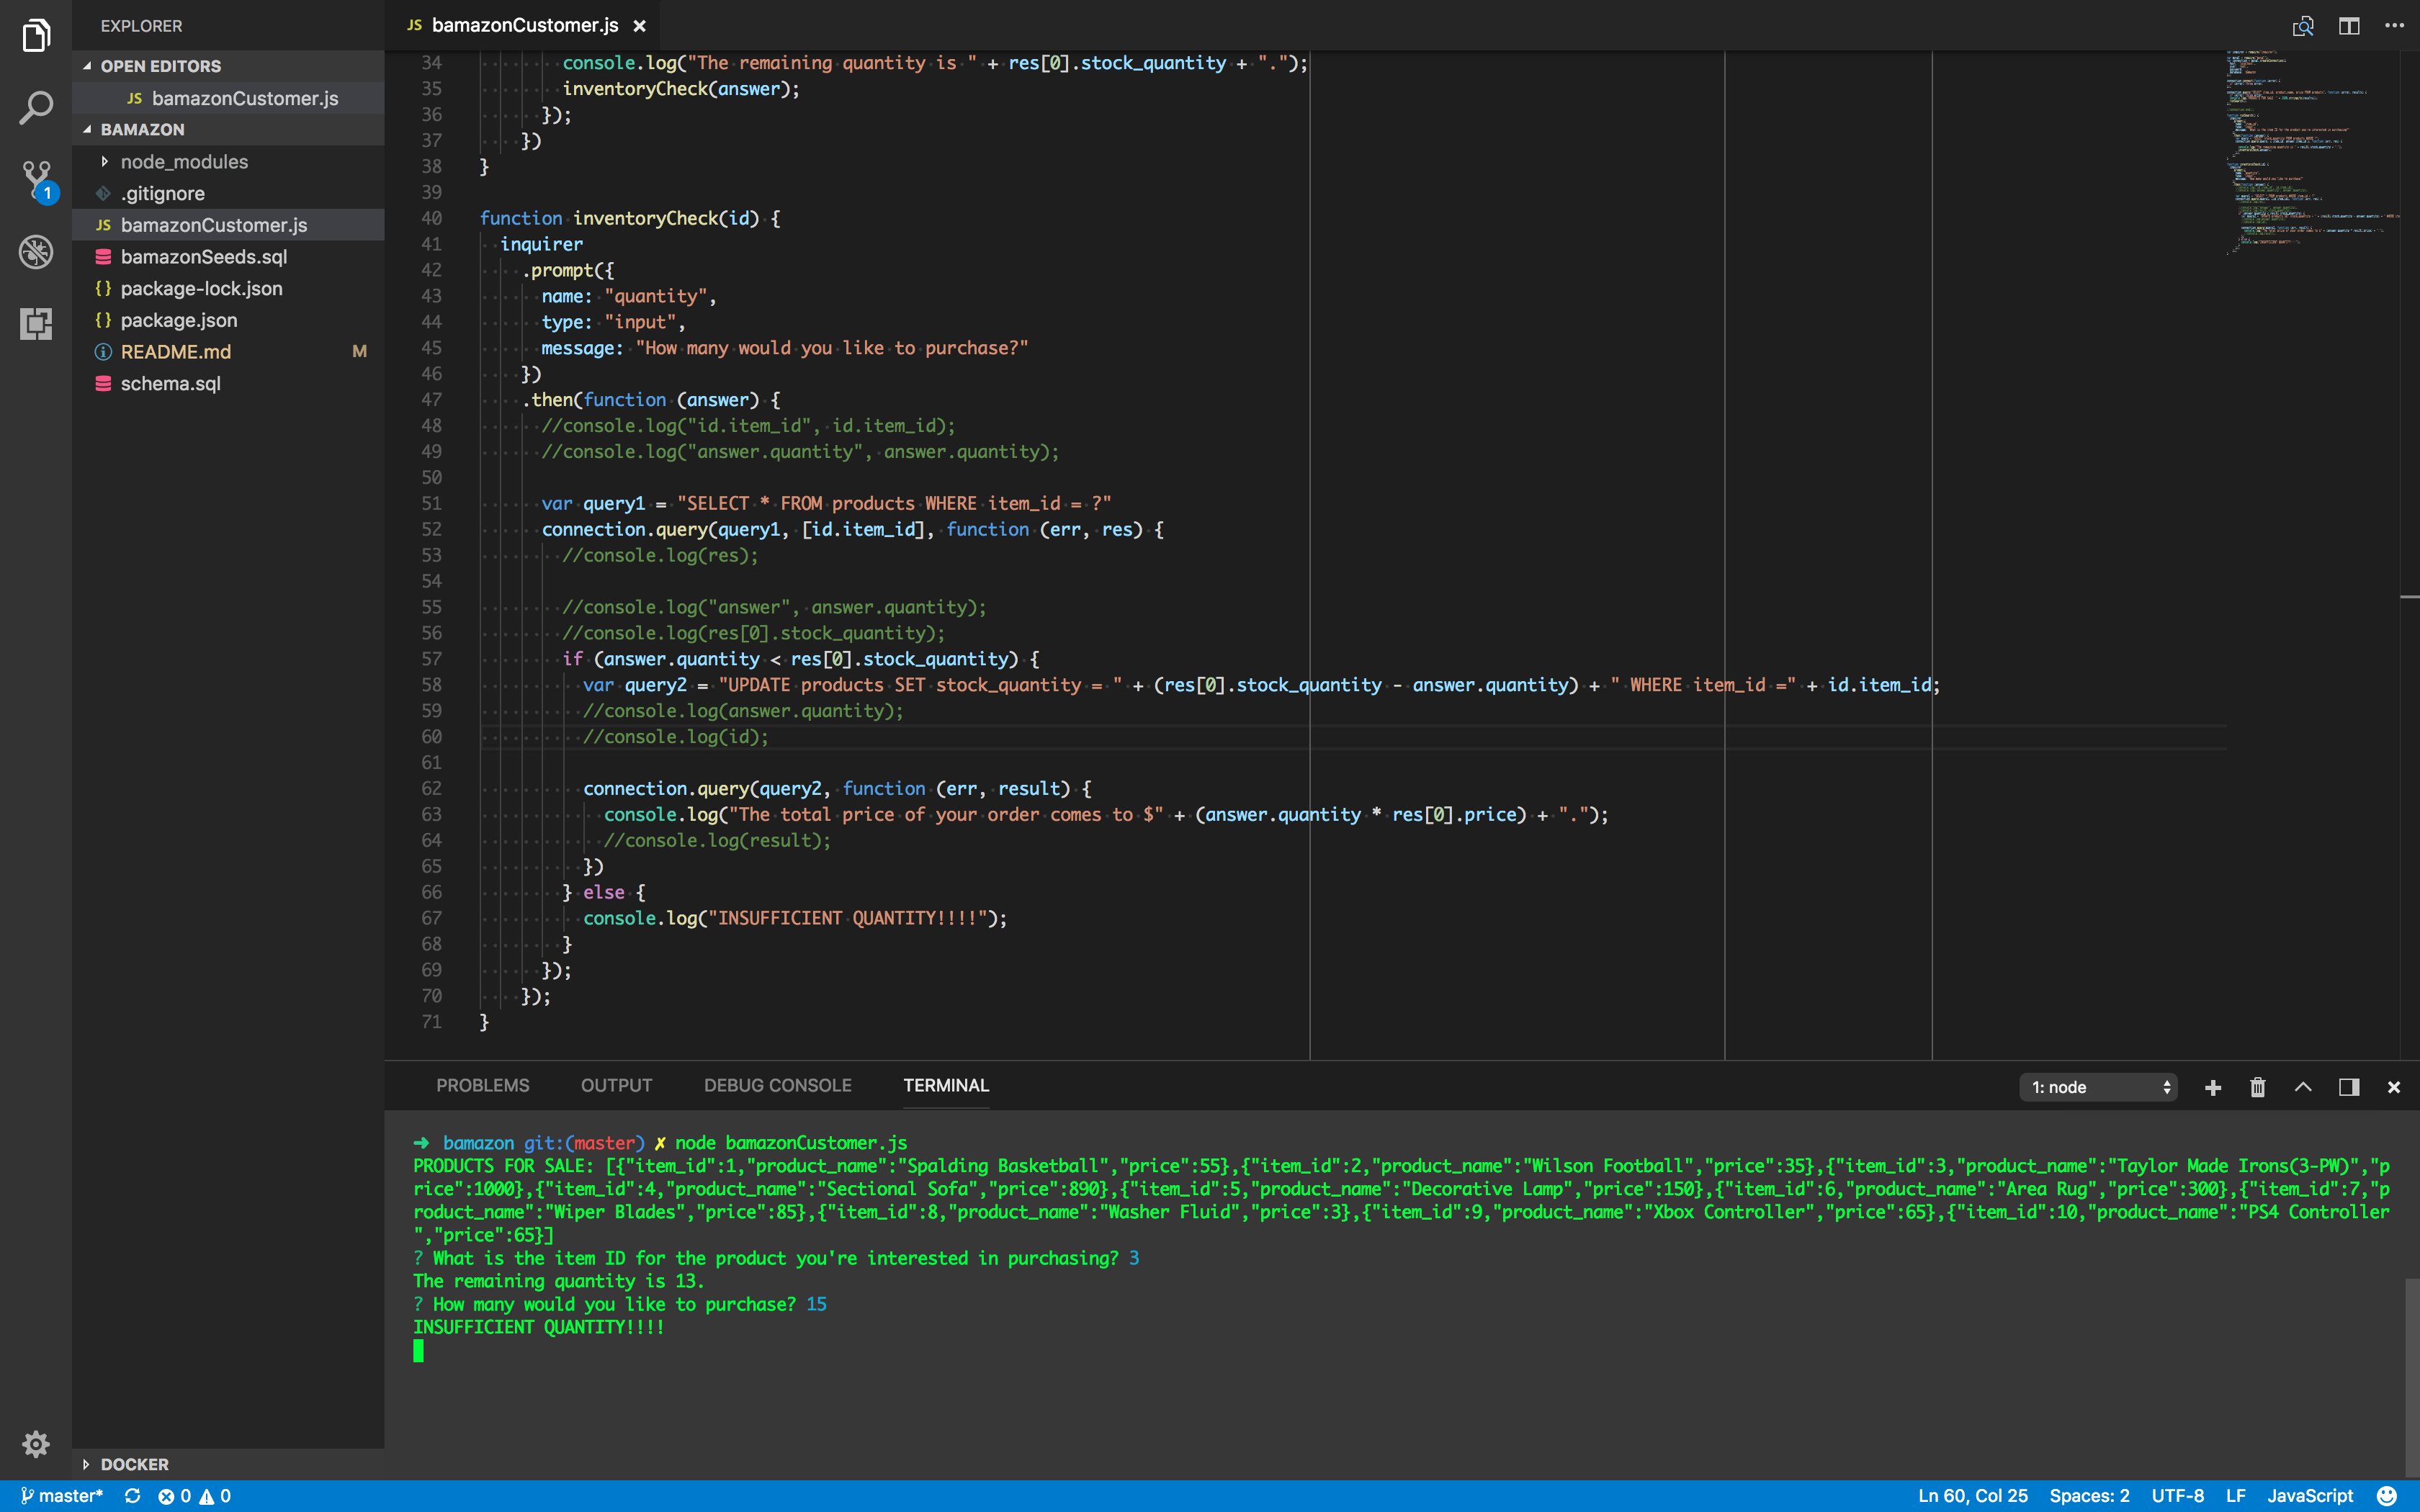 EXPLORER
OPEN EDITORS
JS bamazonCustomer.js
BAMAZON
node_modules
.gitignore
JS bamazonCustomer.js
bamazonSeeds.sql
{} package-lock.json
{} package.json
README.md M
schema.sql
DOCKER
1
JS bamazonCustomer.js ×
34 console.log("The remaining quantity is " + res[0].stock_quantity + ".");
35 inventoryCheck(answer);
36 });
37 })
38 }
39
40 function inventoryCheck(id) {
41 inquirer
42 .prompt({
43 name: "quantity",
44 type: "input",
45 message: "How many would you like to purchase?"
46 })
47 .then(function (answer) {
48 //console.log("id.item_id", id.item_id);
49 //console.log("answer.quantity", answer.quantity);
50
51 var query1 = "SELECT * FROM products WHERE item_id = ?"
52 connection.query(query1, [id.item_id], function (err, res) {
53 //console.log(res);
54
55 //console.log("answer", answer.quantity);
56 //console.log(res[0].stock_quantity);
57 if (answer.quantity < res[0].stock_quantity) {
58 var query2 = "UPDATE products SET stock_quantity = " + (res[0].stock_quantity - answer.quantity) + " WHERE item_id =" + id.item_id;
59 //console.log(answer.quantity);
60 //console.log(id);
61
62 connection.query(query2, function (err, result) {
63 console.log("The total price of your order comes to $" + (answer.quantity * res[0].price) + ".");
64 //console.log(result);
65 })
66 } else {
67 console.log("INSUFFICIENT QUANTITY!!!!");
68 }
69 });
70 });
71 }
PROBLEMS OUTPUT DEBUG CONSOLE TERMINAL 1: node
➜ bamazon git:(master) ✗ node bamazonCustomer.js
PRODUCTS FOR SALE: [{"item_id":1,"product_name":"Spalding Basketball","price":55},{"item_id":2,"product_name":"Wilson Football","price":35},{"item_id":3,"product_name":"Taylor Made Irons(3-PW)","p
rice":1000},{"item_id":4,"product_name":"Sectional Sofa","price":890},{"item_id":5,"product_name":"Decorative Lamp","price":150},{"item_id":6,"product_name":"Area Rug","price":300},{"item_id":7,"p
roduct_name":"Wiper Blades","price":85},{"item_id":8,"product_name":"Washer Fluid","price":3},{"item_id":9,"product_name":"Xbox Controller","price":65},{"item_id":10,"product_name":"PS4 Controller
","price":65}]
? What is the item ID for the product you're interested in purchasing? 3
The remaining quantity is 13.
? How many would you like to purchase? 15
INSUFFICIENT QUANTITY!!!!
master* 0 0 Ln 60, Col 25 Spaces: 2 UTF-8 LF JavaScript